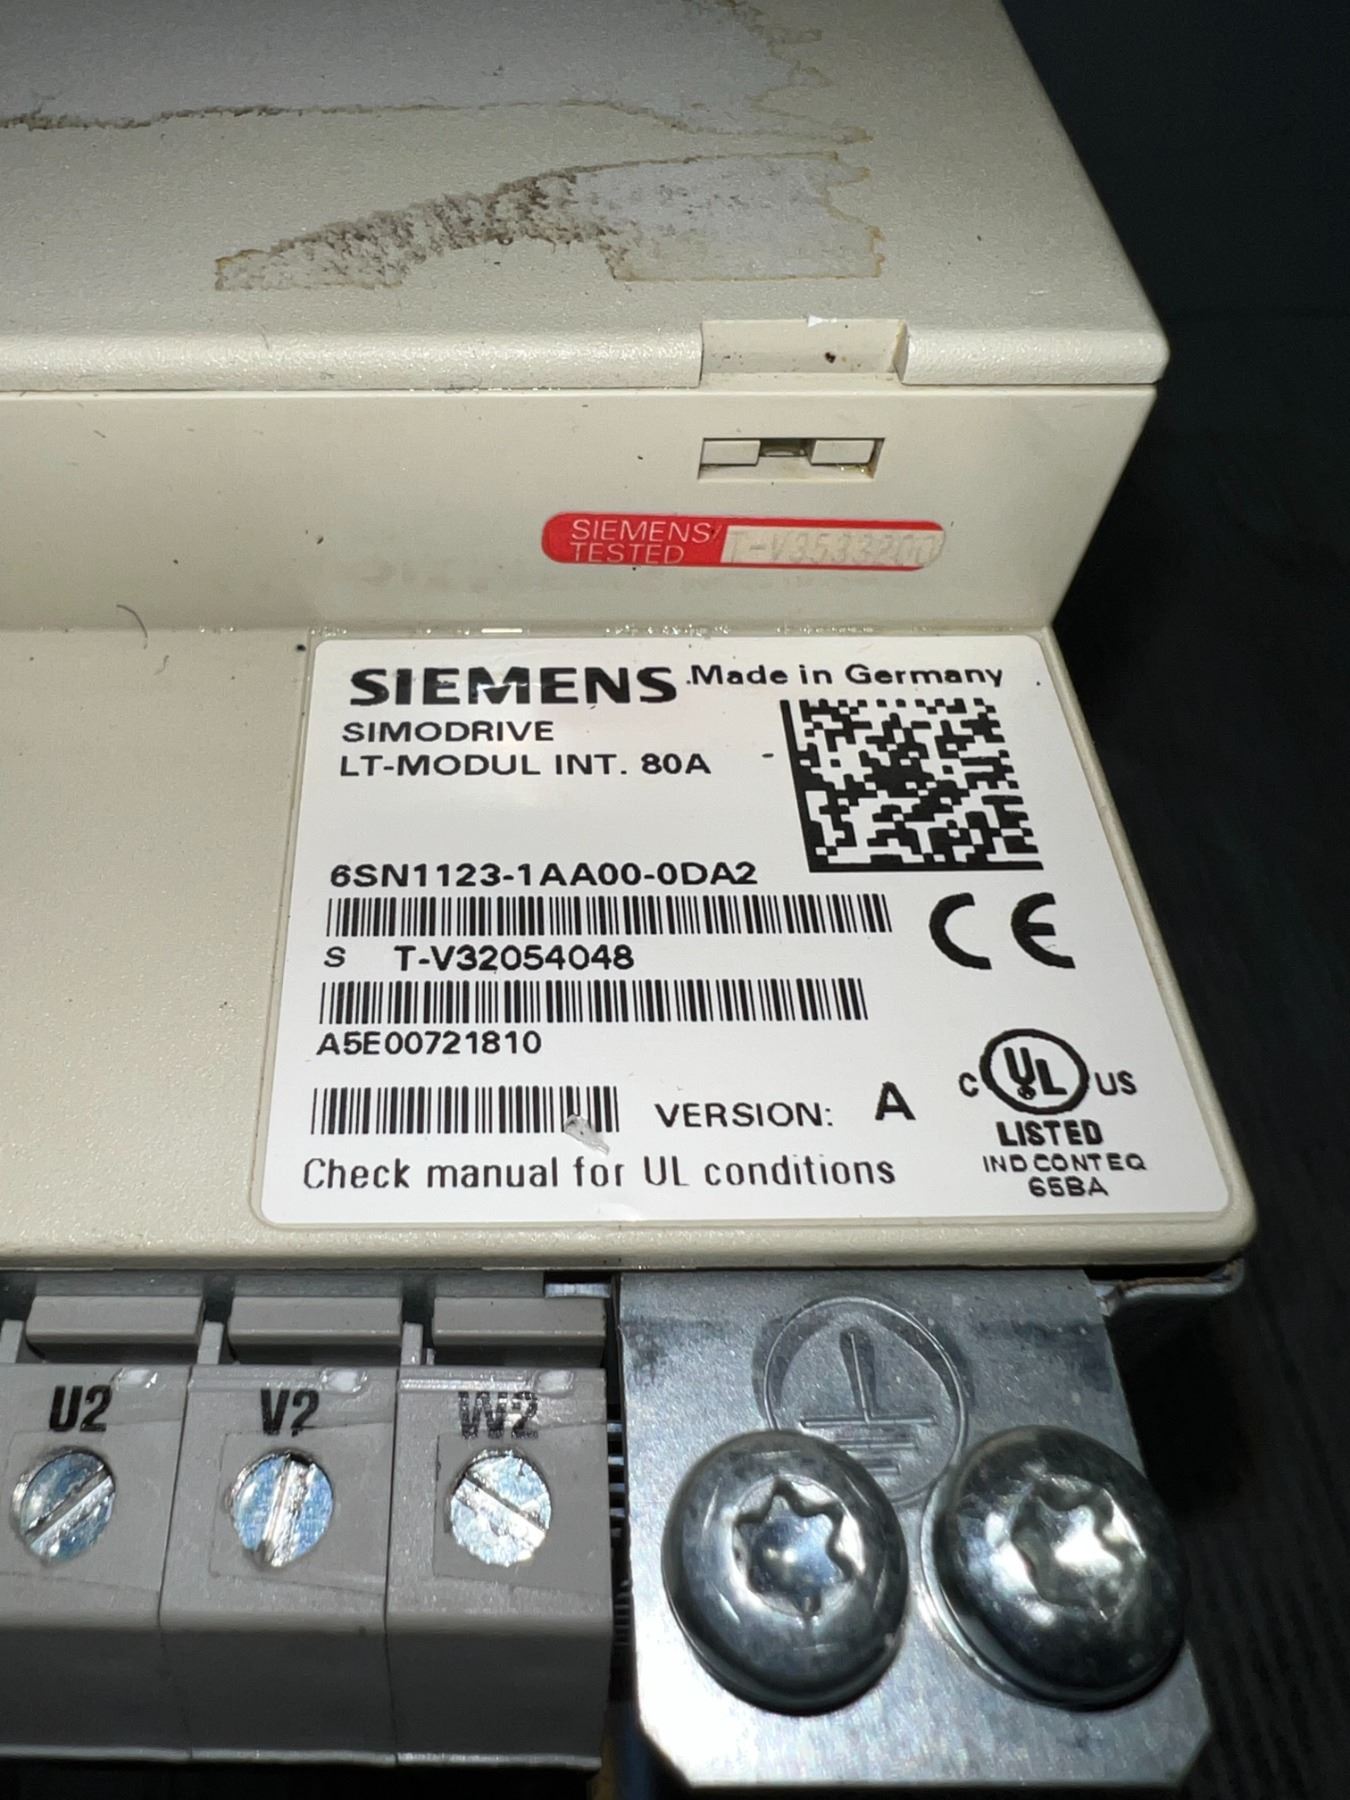 SIEMENS
TESTED
T-V3533200
SIEMENS Made in Germany
SIMODRIVE
LT-MODUL INT. 80A
6SN1123-1AA00-0DA2
S T-V32054048
A5E00721810
VERSION: A
Check manual for UL conditions
CE
C UL US
LISTED
IND CONT EQ
65BA
U2 V2 W2